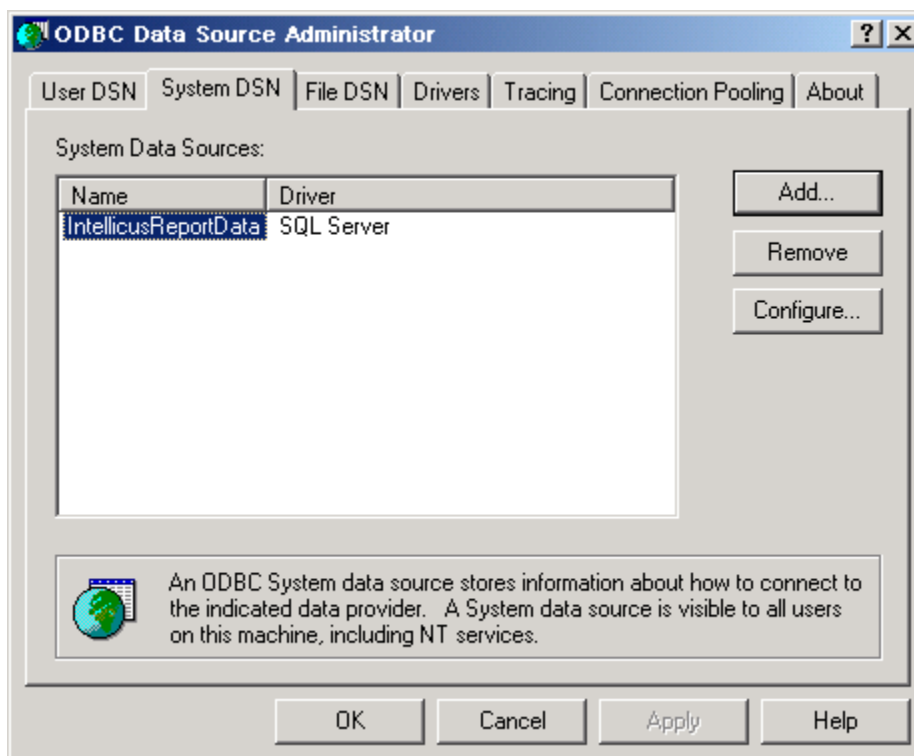 ODBC Data Source Administrator
User DSN System DSN File DSN Drivers Tracing Connection Pooling About
System Data Sources:
Name Driver
IntellicusReportData SQL Server
Add...
Remove
Configure...
An ODBC System data source stores information about how to connect to
the indicated data provider. A System data source is visible to all users
on this machine, including NT services.
OK Cancel Apply Help